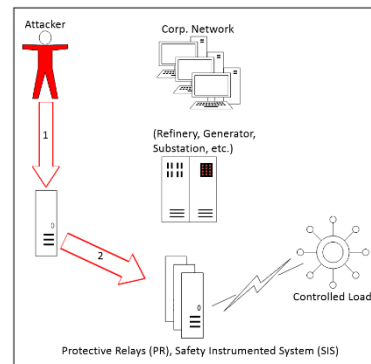 Attacker
Corp. Network
1
(Refinery, Generator,
Substation, etc.)
2
Controlled Load
Protective Relays (PR), Safety Instrumented System (SIS)